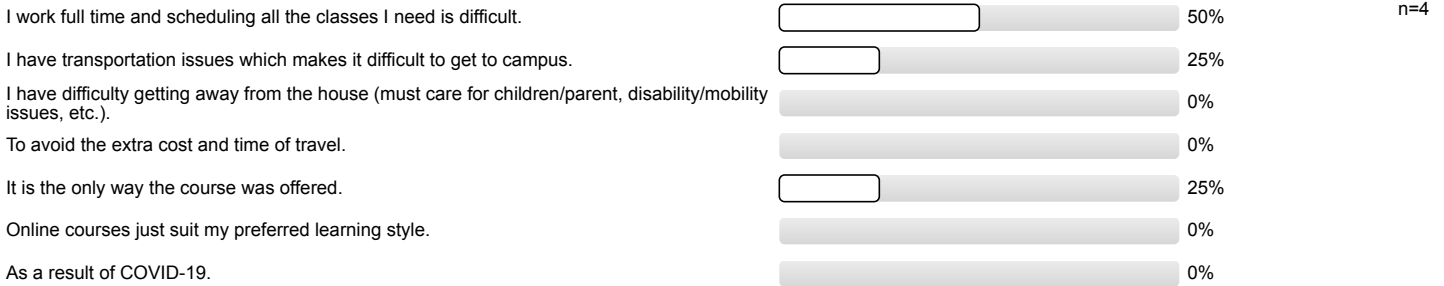 I work full time and scheduling all the classes I need is difficult. 50% n=4
I have transportation issues which makes it difficult to get to campus. 25%
I have difficulty getting away from the house (must care for children/parent, disability/mobility
issues, etc.). 0%
To avoid the extra cost and time of travel. 0%
It is the only way the course was offered. 25%
Online courses just suit my preferred learning style. 0%
As a result of COVID-19. 0%